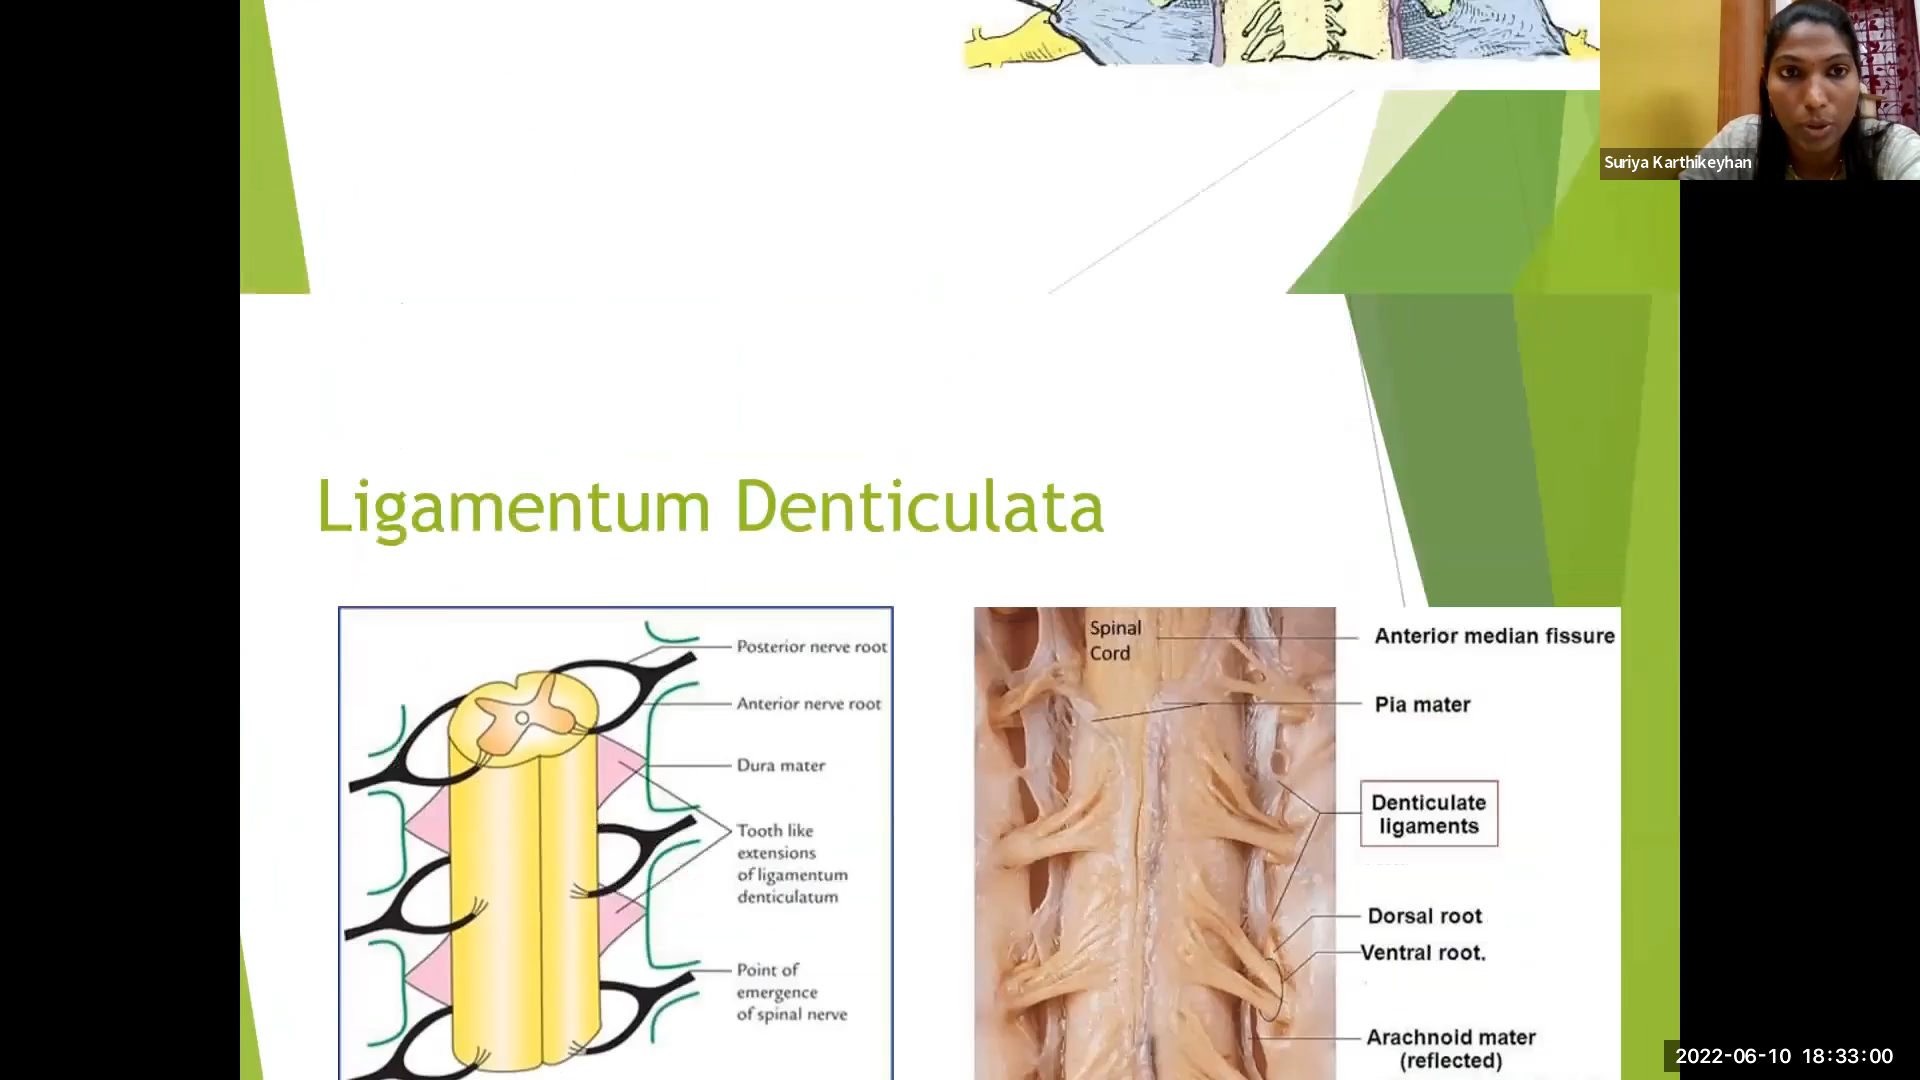 Suriya Karthikeyhan
Ligamentum Denticulata
Posterior nerve root
Anterior nerve root
Dura mater
Tooth like
extensions
of ligamentum
denticulatum
Point of
emergence
of spinal nerve
Spinal
Cord
Anterior median fissure
Pia mater
Denticulate
ligaments
Dorsal root
Ventral root.
Arachnoid mater
(reflected)
2022-06-10 18:33:00